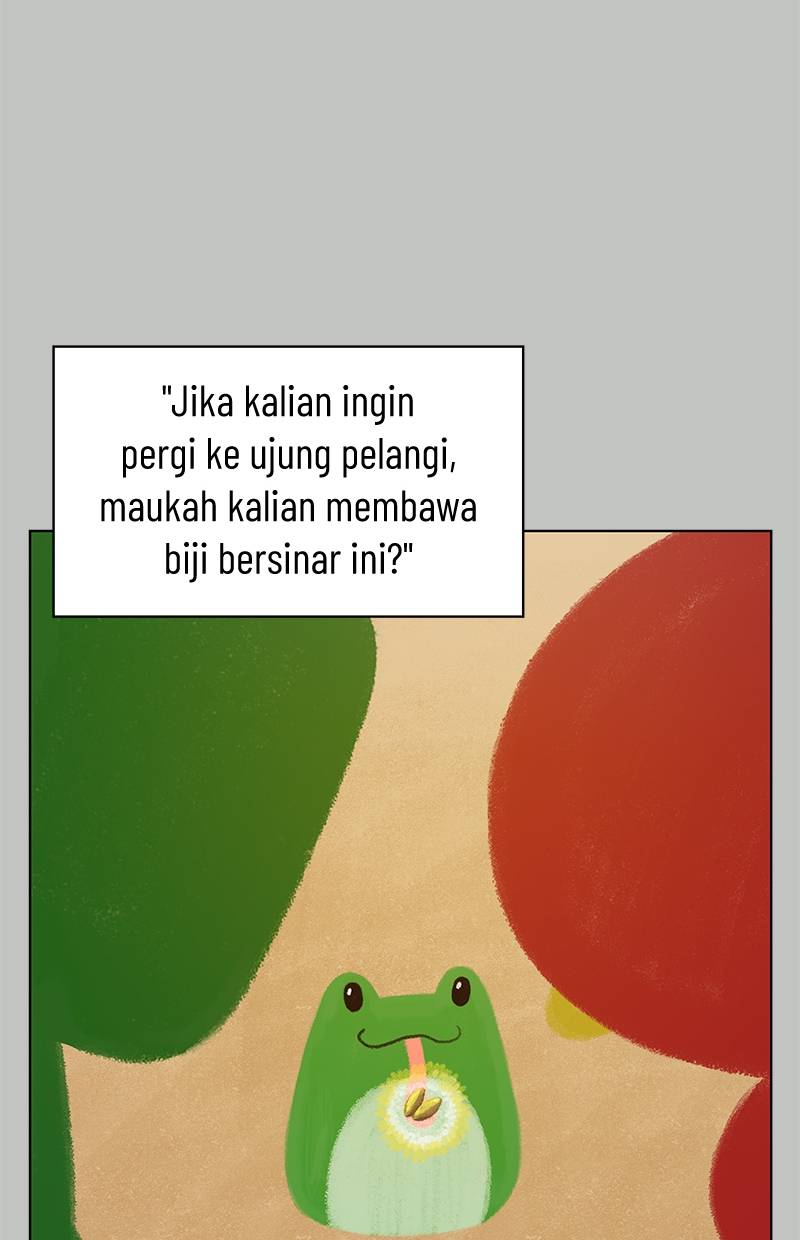 "Jika kalian ingin
pergi ke ujung pelangi,
maukah kalian membawa
biji bersinar ini?"